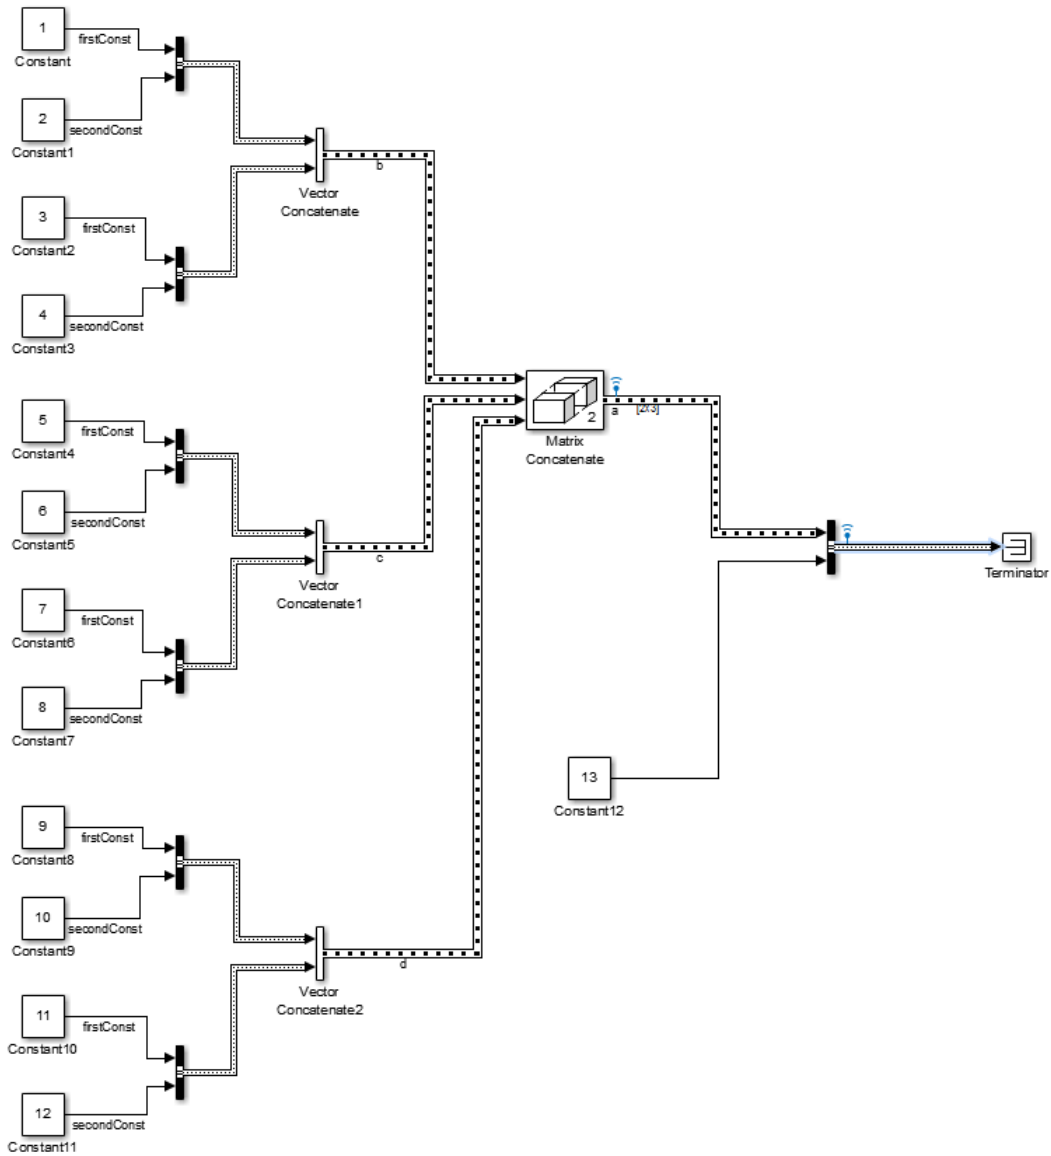 1
firstConst
Constant
2
secondConst
Constant1
b
Vector
Concatenate
3
firstConst
Constant2
4
secondConst
Constant3
5
firstConst
Constant4
2
a
[2x3]
Matrix
Concatenate
6
secondConst
Constant5
c
Vector
Concatenate1
Terminator
7
firstConst
Constant6
8
secondConst
Constant7
13
Constant12
9
firstConst
Constant8
10
secondConst
Constant9
d
Vector
Concatenate2
11
firstConst
Constant10
12
secondConst
Constant11